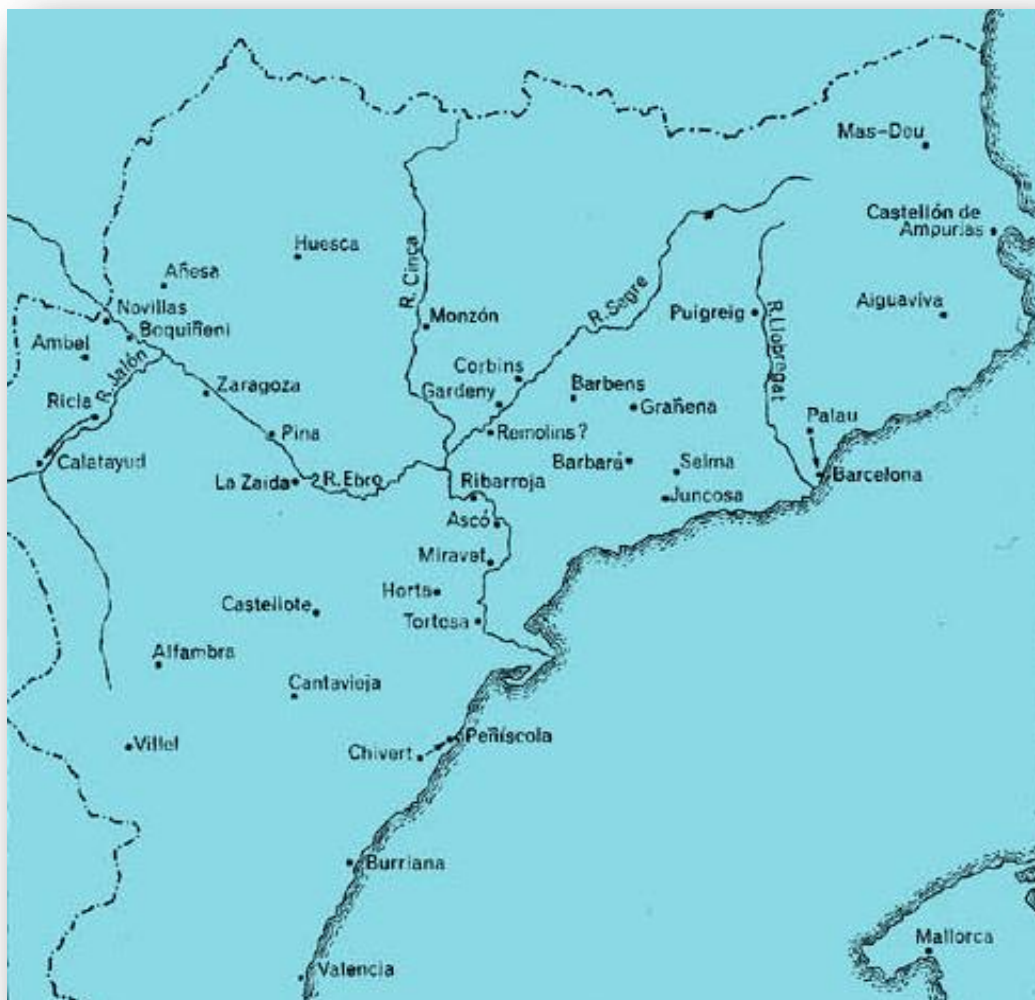 Mas-Deu
Castellón de
Ampurias
Huesca
R. Cinca
Añesa
R. Segre
Novillas
Boquiñeni
Monzón
Puigreig
Aiguaviva
R. Llobregat
Ambel
R. Jalón
Corbins
Barbens
Zaragoza
Gardeny
Grañena
Ricla
Palau
Pina
Remolins?
Calatayud
Barbará
Selma
Barcelona
La Zaida
R. Ebro
Ribarroja
Juncosa
Ascó
Miravet
Horta
Castellote
Tortosa
Alfambra
Cantavieja
Villel
Chivert
Peñíscola
Burriana
Mallorca
Valencia